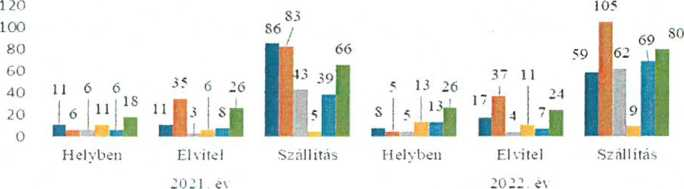 120
100
80
60
40
20
0
11 6 6 11 6 18
11 35 3 6 8 26
86 83 43 5 39 66
8 5 5 13 13 26
17 37 4 11 7 24
59 105 62 9 69 80
Helyben Elvitel Szállítás Helyben Elvitel Szállítás
2021. év 2022. év